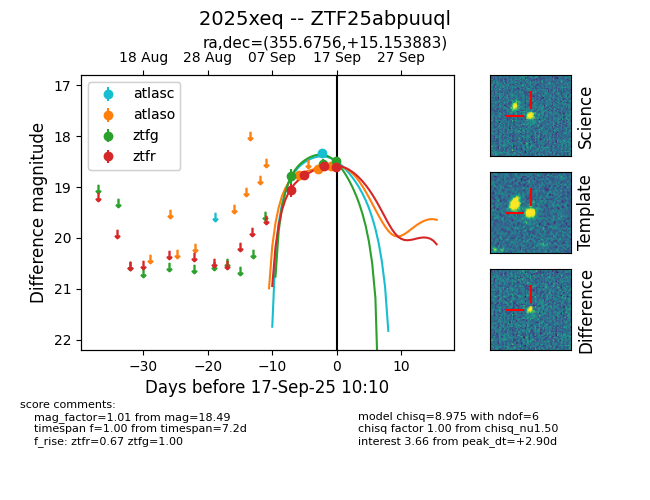 2025xeq -- ZTF25abpuuql
ra,dec=(355.6756,+15.153883)
18 Aug 28 Aug 07 Sep 17 Sep 27 Sep
17
18
19
20
21
22
Difference magnitude
atlasc
atlaso
ztfg
ztfr
−30 −20 −10 0 10
Days before 17-Sep-25 10:10
Science
Template
Difference
score comments:
mag_factor=1.01 from mag=18.49
timespan f=1.00 from timespan=7.2d
f_rise: ztfr=0.67 ztfg=1.00
model chisq=8.975 with ndof=6
chisq factor 1.00 from chisq_nu1.50
interest 3.66 from peak_dt=+2.90d